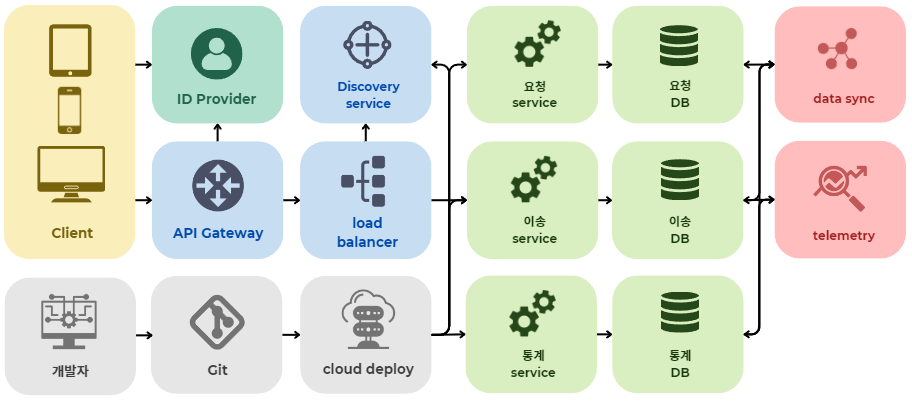 Client
ID Provider
Discovery
service
요청
service
요청
DB
data sync
API Gateway
load
balancer
이송
service
이송
DB
telemetry
개발자
Git
cloud deploy
통계
service
통계
DB